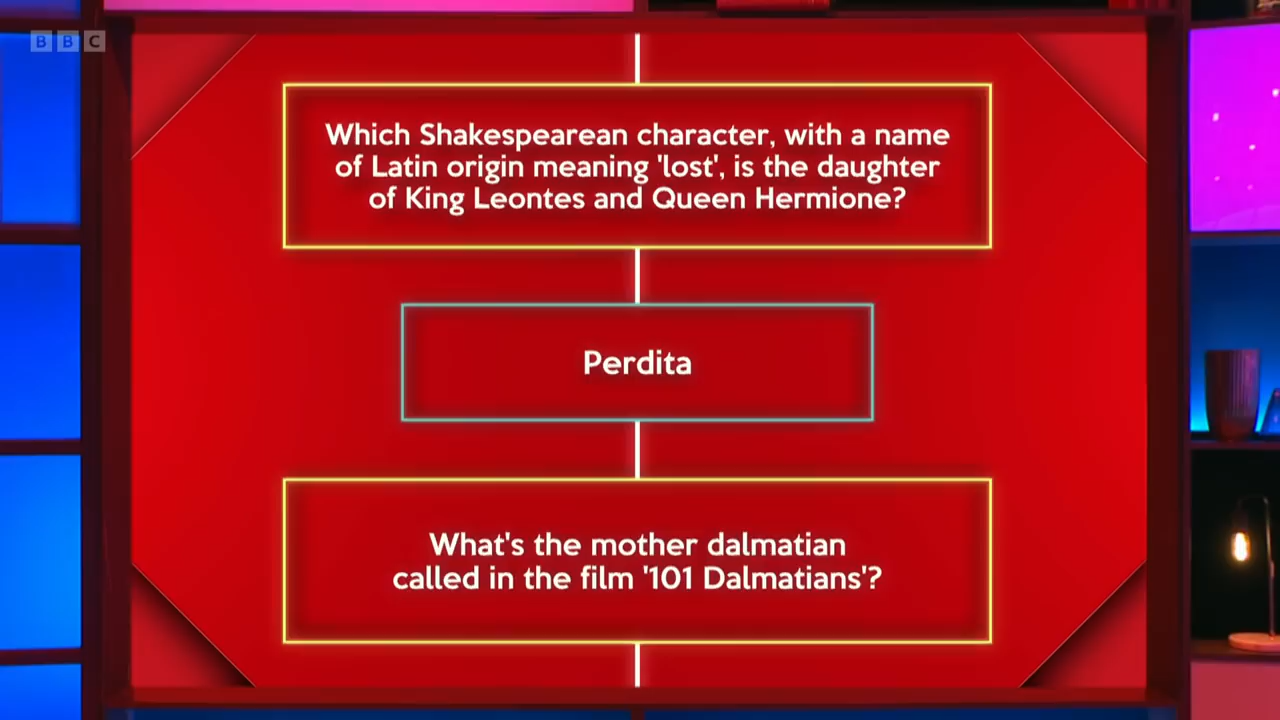 BBC
Which Shakespearean character, with a name
of Latin origin meaning 'lost', is the daughter
of King Leontes and Queen Hermione?
Perdita
What's the mother dalmatian
called in the film '101 Dalmatians'?